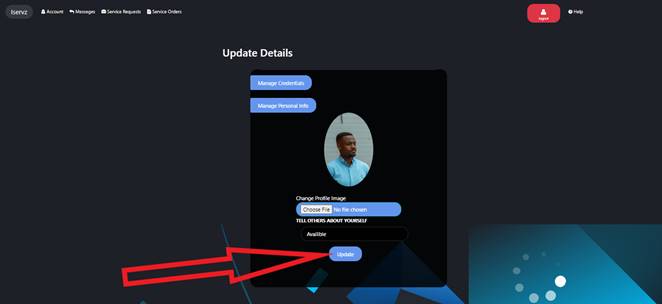 Iservz
Account Messages Service Requests Service Orders
logout
Help
Update Details
Manage Credentials
Manage Personal Info
Change Profile Image
Choose File No file chosen
TELL OTHERS ABOUT YOURSELF
Availible
Update